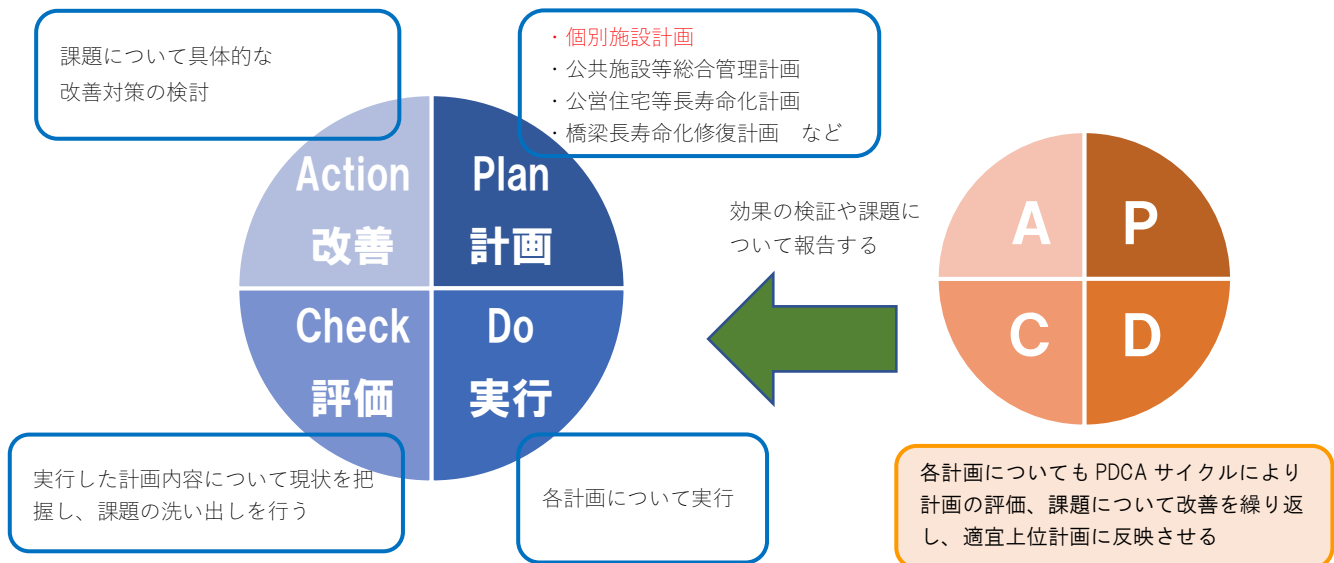 課題について具体的な
改善対策の検討
・個別施設計画
・公共施設等総合管理計画
・公営住宅等長寿命化計画
・橋梁長寿命化修復計画　など
Action
改善
Plan
計画
Check
評価
Do
実行
実行した計画内容について現状を把
握し、課題の洗い出しを行う
各計画について実行
効果の検証や課題に
ついて報告する
A
P
C
D
各計画についても PDCA サイクルにより
計画の評価、課題について改善を繰り返
し、適宜上位計画に反映させる